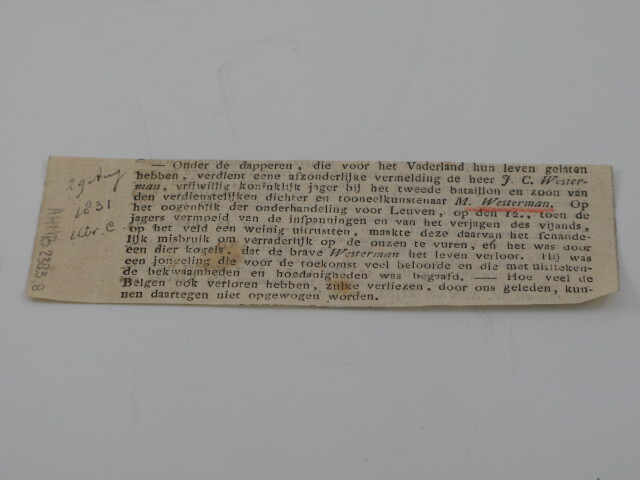 29 Aug
1831
Utr. C
AHMB 2383.B
— Onder de dapperen, die voor het Vaderland hun leven gelaten
hebben, verdient eene afzonderlijke vermelding de heer J. C. Wester-
man, vrijwillig koninklijk jager bij het tweede bataillon en zoon van
den verdienstelijken dichter en tooneelkunstenaar M. Westerman. Op
het oogenblik der onderhandeling voor Leuven, op den 12., toen de
jagers vermoeid van de inspanningen en van het verjagen des vijands,
op het veld een weinig uitrustten, maakte deze daarvan het schande-
lijk misbruik om verraderlijk op de onzen te vuren, en het was door
een dier kogels, dat de brave Westerman het leven verloor. Hij was
een jongeling die voor de toekomst veel beloofde en die met uitsteken-
de bekwaamheden en hoedanigheden was begaafd. — Hoe veel de
Belgen ook verloren hebben, zulke verliezen, door ons geleden, kun-
nen daartegen niet opgewogen worden.